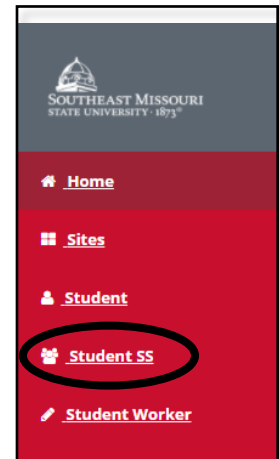 SOUTHEAST MISSOURI
STATE UNIVERSITY · 1873®
Home
Sites
Student
Student SS
Student Worker